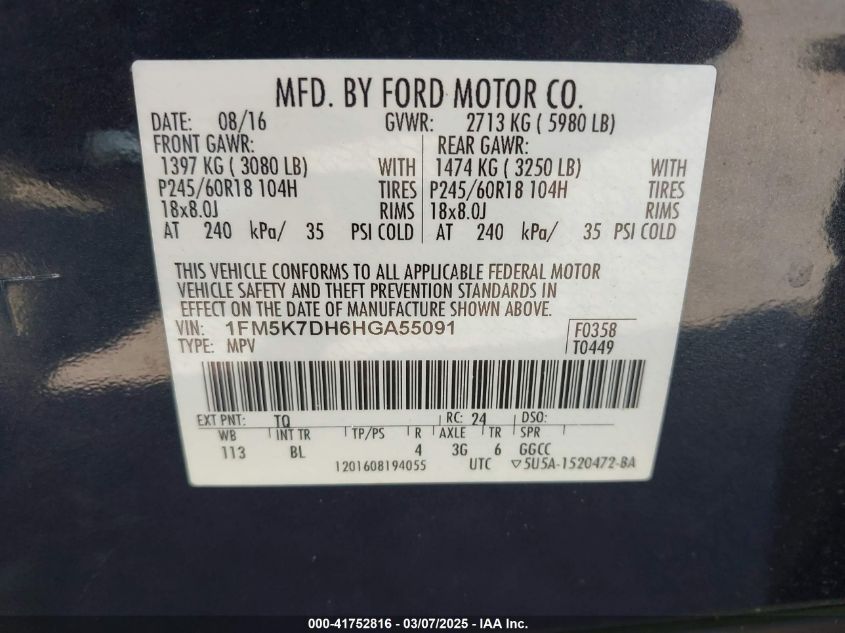 MFD. BY FORD MOTOR CO.
DATE: 08/16 GVWR: 2713 KG ( 5980 LB)
FRONT GAWR: REAR GAWR:
1397 KG ( 3080 LB) WITH 1474 KG ( 3250 LB) WITH
P245/60R18 104H TIRES P245/60R18 104H TIRES
18x8.0J RIMS 18x8.0J RIMS
AT 240 kPa/ 35 PSI COLD AT 240 kPa/ 35 PSI COLD
THIS VEHICLE CONFORMS TO ALL APPLICABLE FEDERAL MOTOR
VEHICLE SAFETY AND THEFT PREVENTION STANDARDS IN
EFFECT ON THE DATE OF MANUFACTURE SHOWN ABOVE.
VIN: 1FM5K7DH6HGA55091 F0358
TYPE: MPV T0449
EXT PNT: TQ RC: 24 DSO:
WB INT TR TP/PS R AXLE TR SPR
113 BL 4 3G 6 GGCC
1201608194055 UTC ▽5U5A-1520472-BA
000-41752816 - 03/07/2025 - IAA Inc.